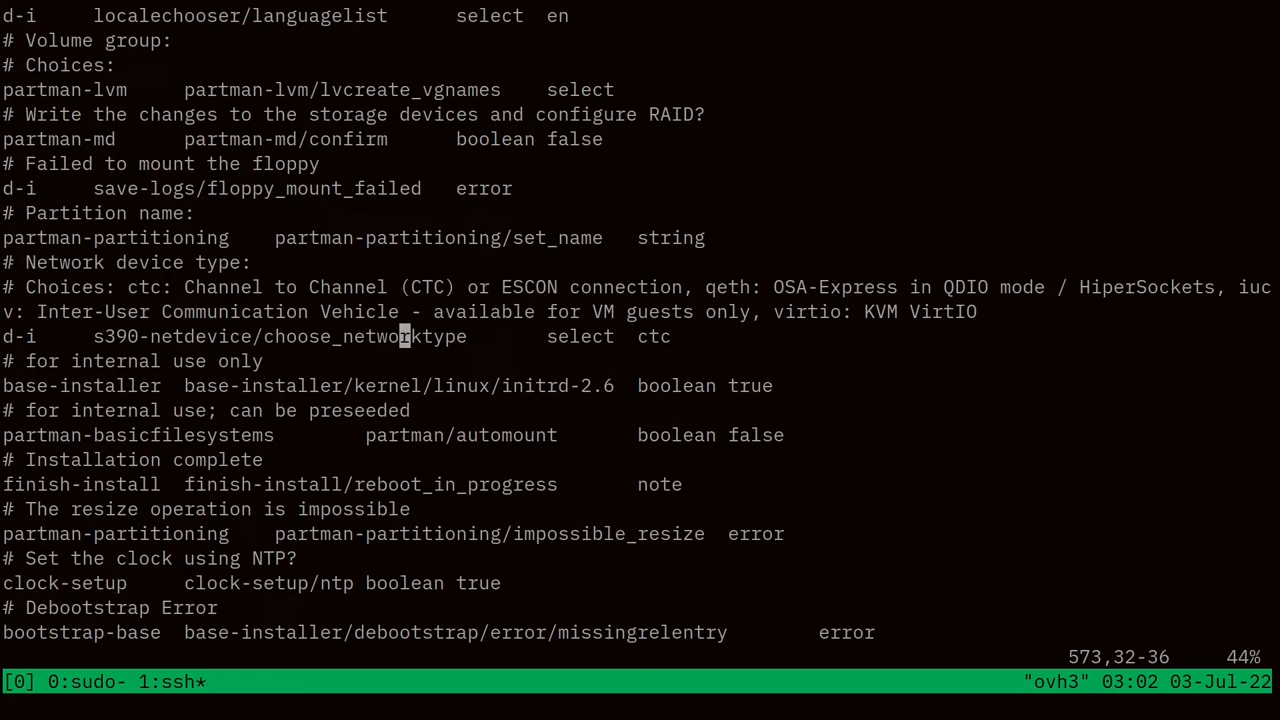 d-i     localechooser/languagelist      select  en
# Volume group:
# Choices:
partman-lvm     partman-lvm/lvcreate_vgnames    select
# Write the changes to the storage devices and configure RAID?
partman-md      partman-md/confirm      boolean false
# Failed to mount the floppy
d-i     save-logs/floppy_mount_failed   error
# Partition name:
partman-partitioning    partman-partitioning/set_name   string
# Network device type:
# Choices: ctc: Channel to Channel (CTC) or ESCON connection, qeth: OSA-Express in QDIO mode / HiperSockets, iuc
v: Inter-User Communication Vehicle - available for VM guests only, virtio: KVM VirtIO
d-i     s390-netdevice/choose_networktype       select  ctc
# for internal use only
base-installer  base-installer/kernel/linux/initrd-2.6  boolean true
# for internal use; can be preseeded
partman-basicfilesystems        partman/automount       boolean false
# Installation complete
finish-install  finish-install/reboot_in_progress       note
# The resize operation is impossible
partman-partitioning    partman-partitioning/impossible_resize  error
# Set the clock using NTP?
clock-setup     clock-setup/ntp boolean true
# Debootstrap Error
bootstrap-base  base-installer/debootstrap/error/missingrelentry        error
573,32-36     44%
[0] 0:sudo- 1:ssh*     "ovh3" 03:02 03-Jul-22